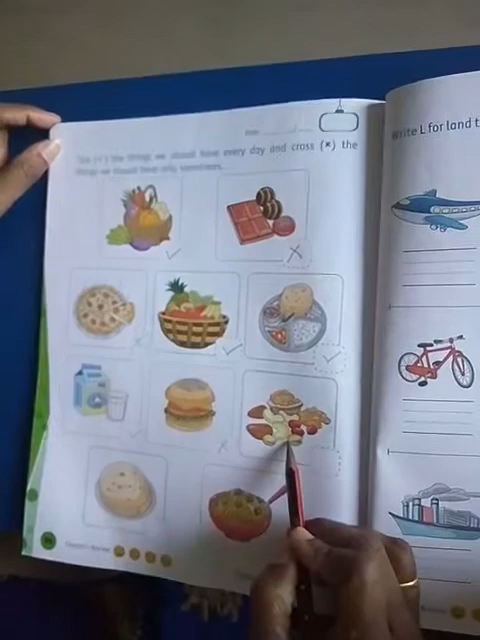 Tick (✓) the things we should have every day and cross (×) the
things we should have only sometimes.
Write L for land t